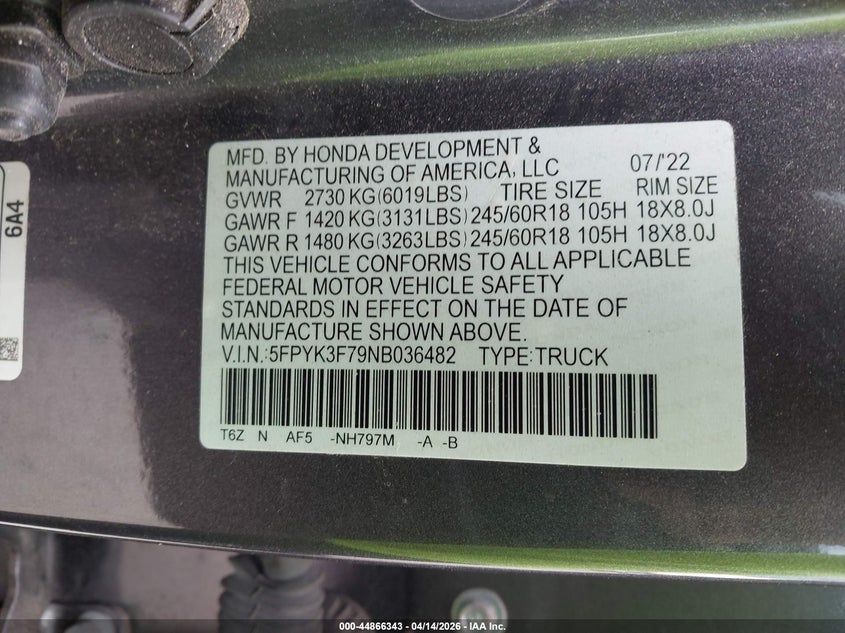 MFD. BY HONDA DEVELOPMENT &
MANUFACTURING OF AMERICA, LLC 07/'22
GVWR 2730 KG(6019LBS) TIRE SIZE RIM SIZE
GAWR F 1420 KG(3131LBS) 245/60R18 105H 18X8.0J
GAWR R 1480 KG(3263LBS) 245/60R18 105H 18X8.0J
THIS VEHICLE CONFORMS TO ALL APPLICABLE
FEDERAL MOTOR VEHICLE SAFETY
STANDARDS IN EFFECT ON THE DATE OF
MANUFACTURE SHOWN ABOVE.
V.I.N.:5FPYK3F79NB036482 TYPE:TRUCK
T6Z N AF5 -NH797M -A -B
6A4
000-44866343 - 04/14/2026 - IAA Inc.